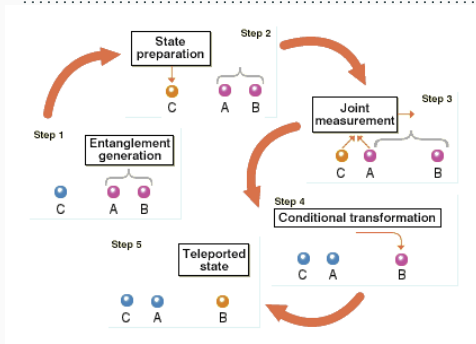 Step 1
Entanglement
generation
C A B
State
preparation
Step 2
C A B
Joint
measurement
Step 3
C A B
Step 4
Conditional transformation
C A B
Step 5
Teleported
state
C A B